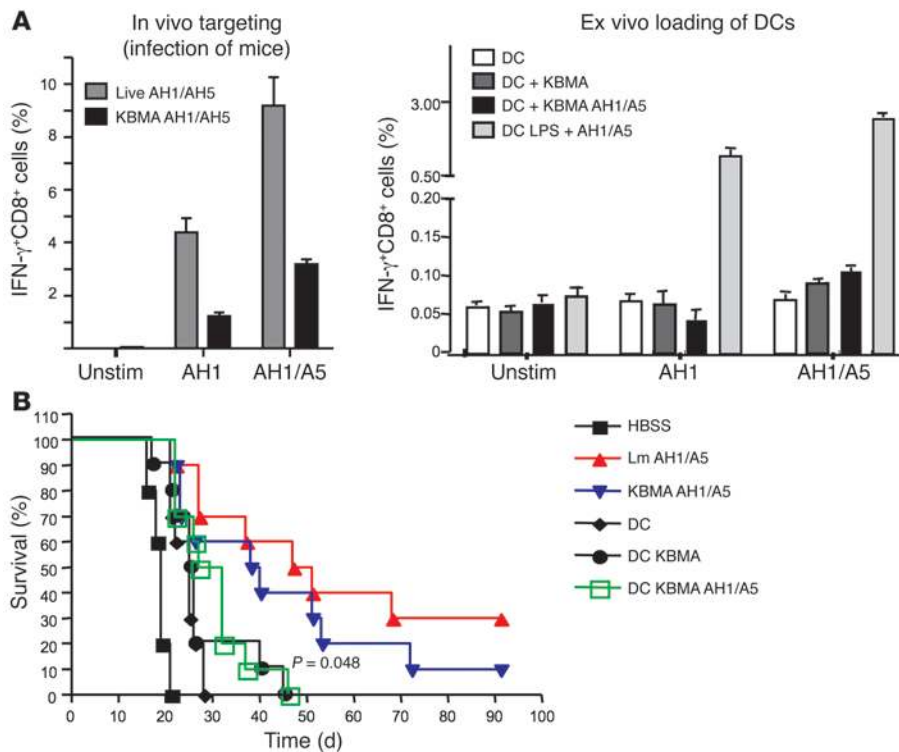 A
In vivo targeting
(infection of mice)
IFN-γ⁺CD8⁺ cells (%)
10
8
6
4
2
Live AH1/AH5
KBMA AH1/AH5
Unstim
AH1
AH1/A5
Ex vivo loading of DCs
IFN-γ⁺CD8⁺ cells (%)
3.00
0.50
0.20
0.15
0.10
0.05
0
DC
DC + KBMA
DC + KBMA AH1/A5
DC LPS + AH1/A5
Unstim
AH1
AH1/A5
B
Survival (%)
110
100
90
80
70
60
50
40
30
20
10
0
P = 0.048
0 10 20 30 40 50 60 70 80 90 100
Time (d)
HBSS
Lm AH1/A5
KBMA AH1/A5
DC
DC KBMA
DC KBMA AH1/A5